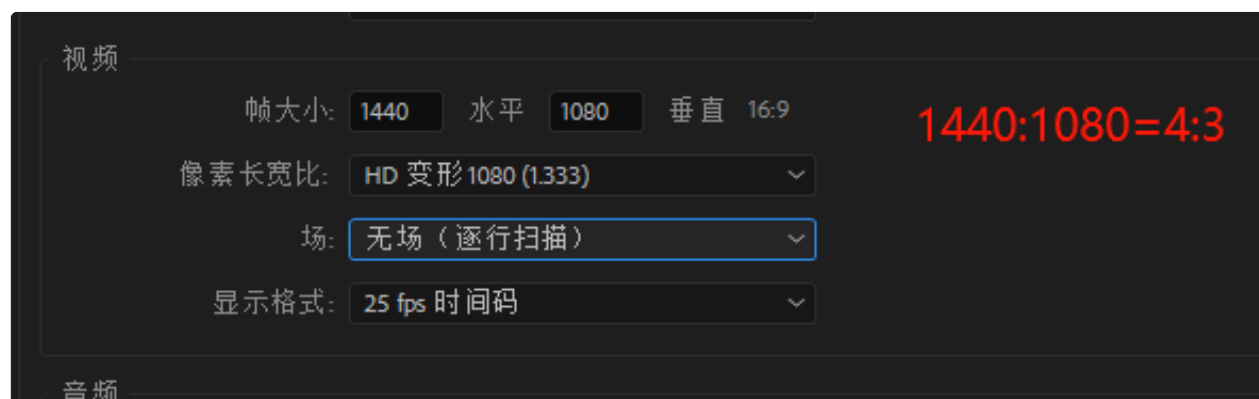 视频
帧大小: 1440 水平 1080 垂直 16:9
1440:1080=4:3
像素长宽比: HD 变形 1080 (1.333)
场: 无场（逐行扫描）
显示格式: 25 fps 时间码
音频